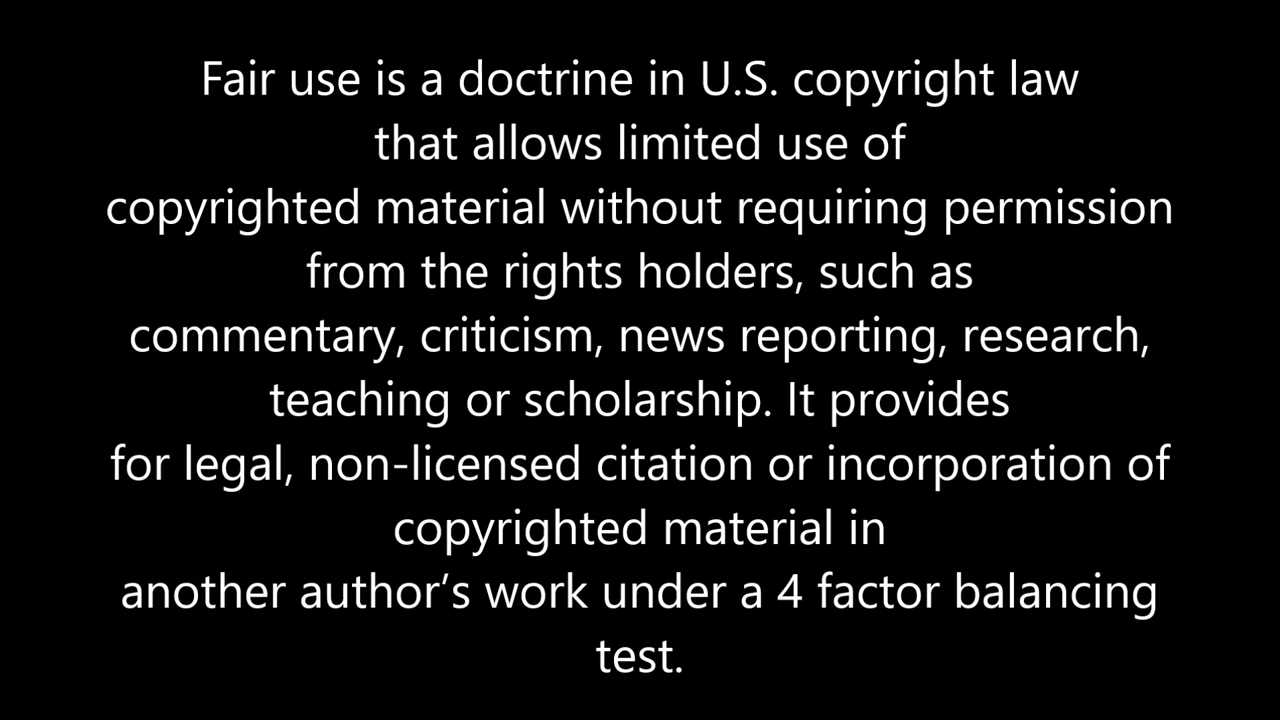 Fair use is a doctrine in U.S. copyright law
that allows limited use of
copyrighted material without requiring permission
from the rights holders, such as
commentary, criticism, news reporting, research,
teaching or scholarship. It provides
for legal, non-licensed citation or incorporation of
copyrighted material in
another author’s work under a 4 factor balancing
test.